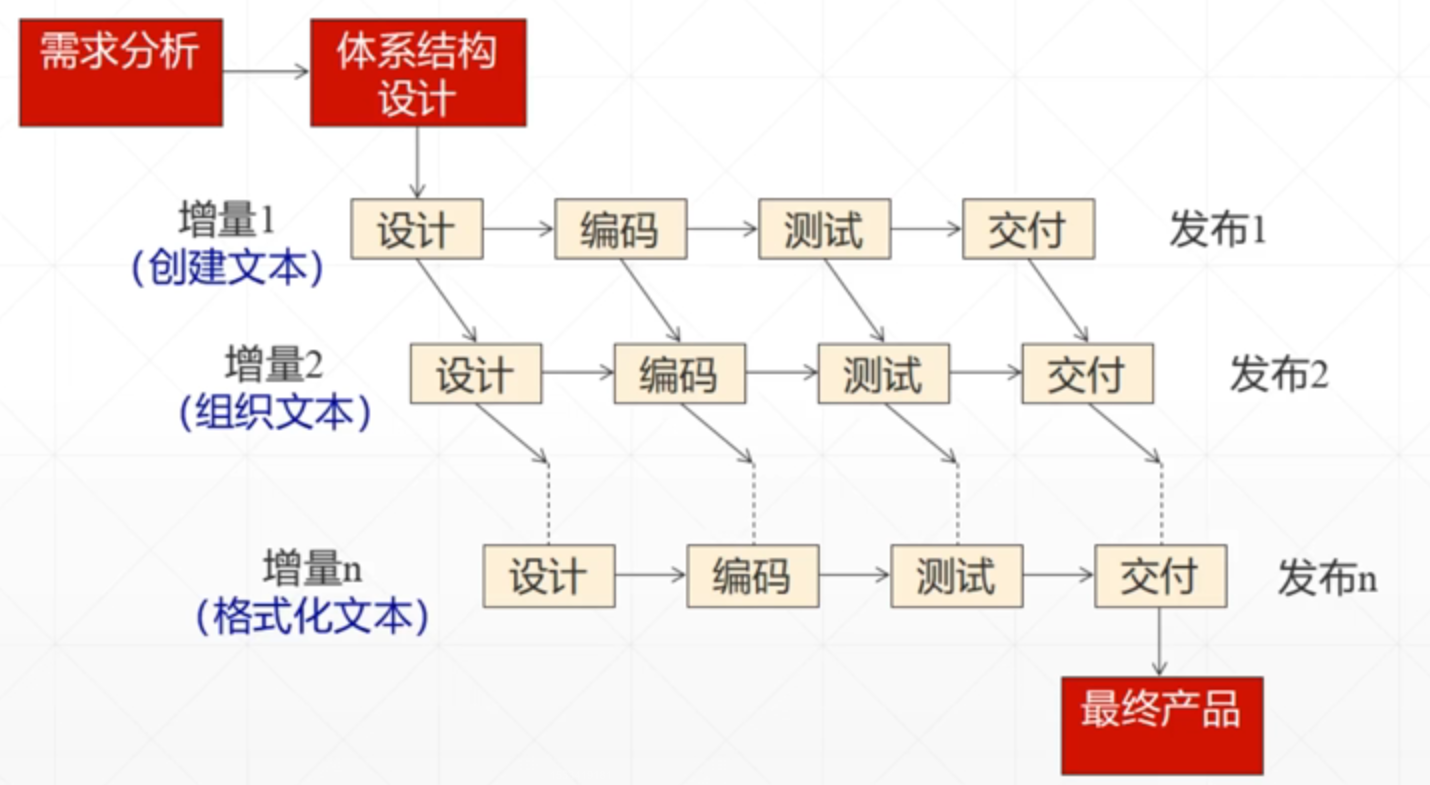 需求分析
体系结构
设计
增量1
(创建文本)
设计
编码
测试
交付
发布1
增量2
(组织文本)
设计
编码
测试
交付
发布2
增量n
(格式化文本)
设计
编码
测试
交付
发布n
最终产品